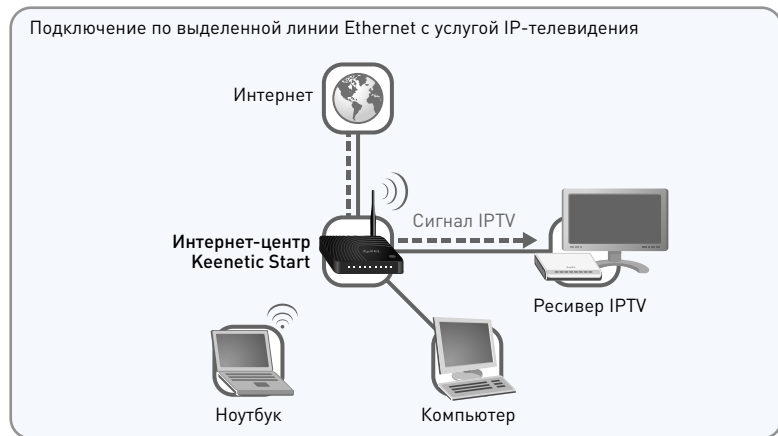 Подключение по выделенной линии Ethernet с услугой IP-телевидения
Интернет
Сигнал IPTV
Интернет-центр
Keenetic Start
Ресивер IPTV
Ноутбук
Компьютер